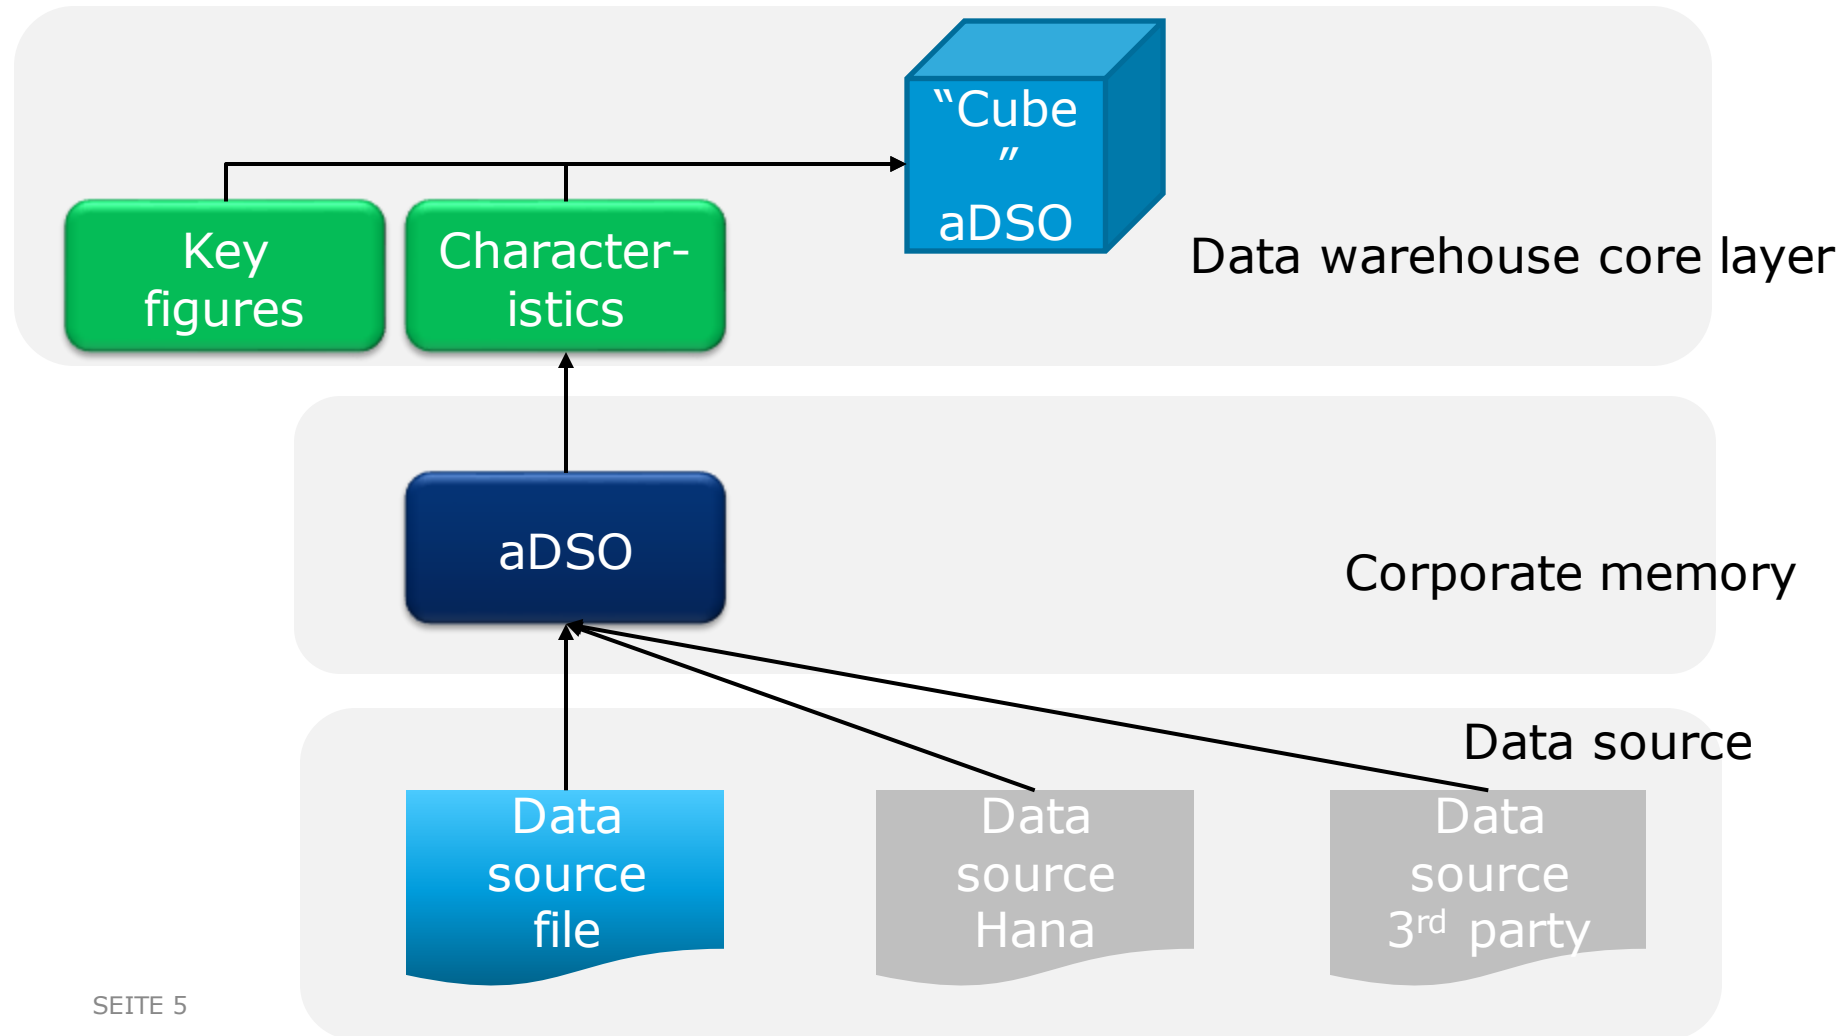 “Cube
”
aDSO
Key
figures
Character-
istics
Data warehouse core layer
aDSO
Corporate memory
Data source
Data
source
file
Data
source
Hana
Data
source
3rd party
SEITE 5